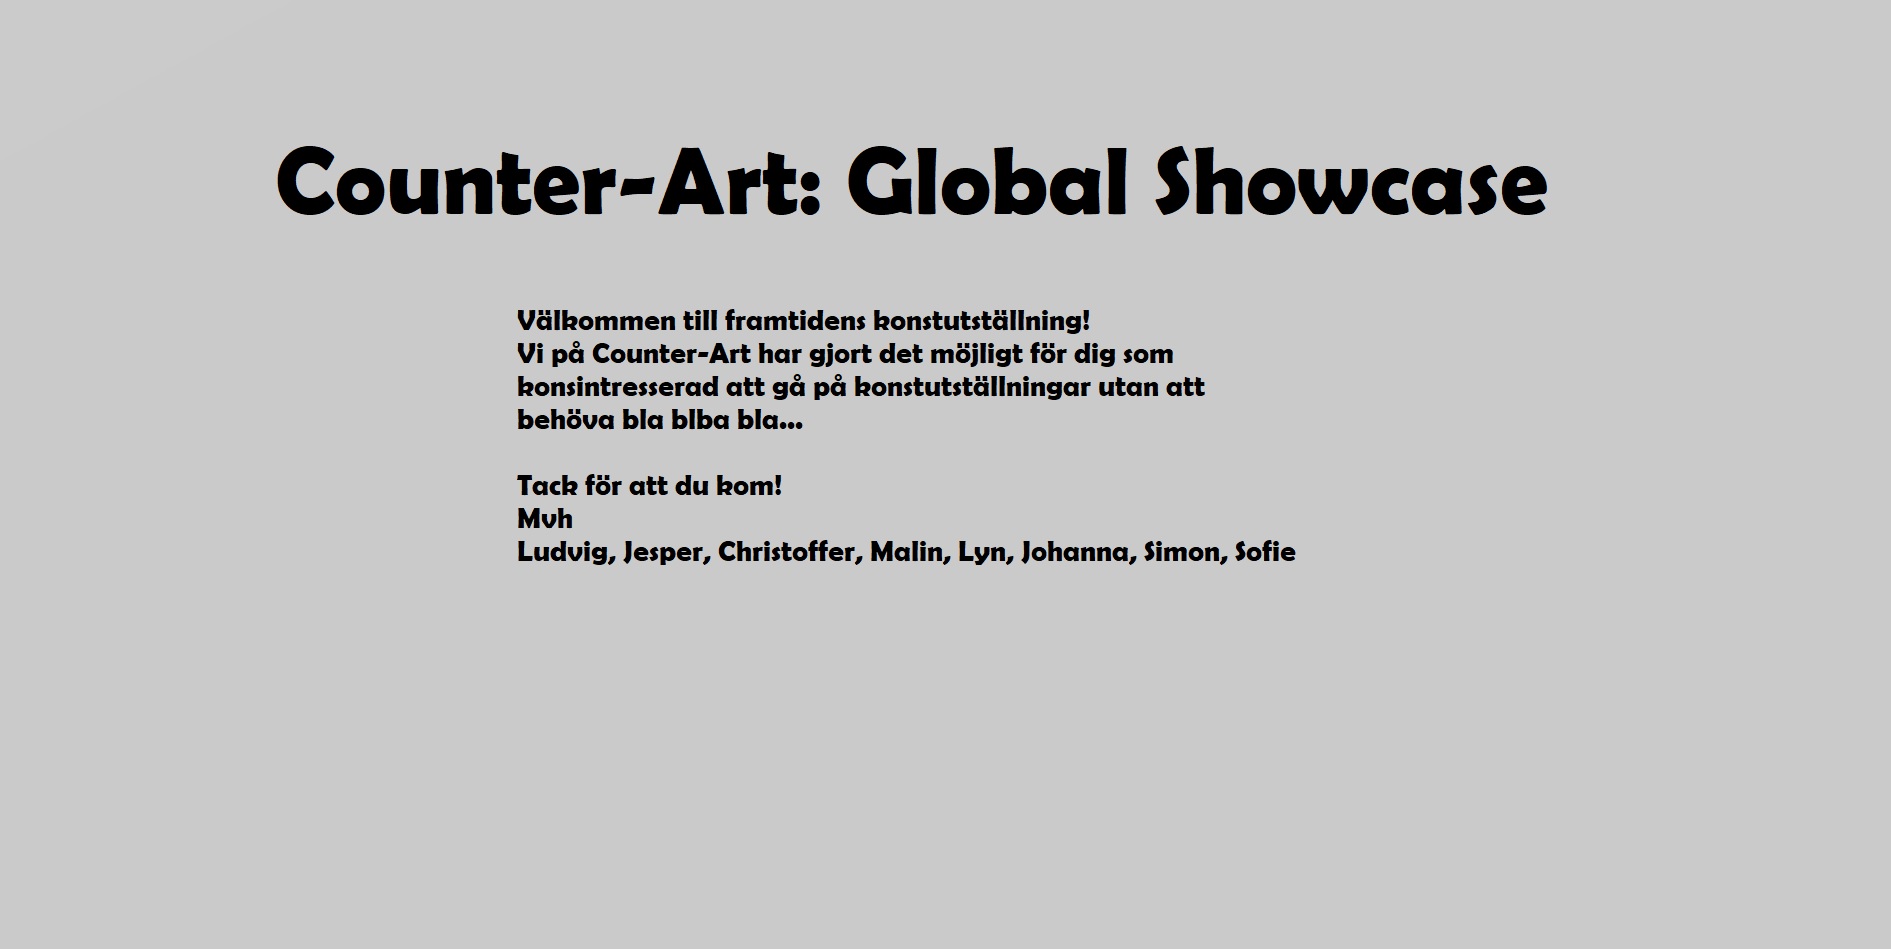 Counter-Art: Global Showcase
Välkommen till framtidens konstutställning!
Vi på Counter-Art har gjort det möjligt för dig som
konsintresserad att gå på konstutställningar utan att
behöva bla blba bla...
Tack för att du kom!
Mvh
Ludvig, Jesper, Christoffer, Malin, Lyn, Johanna, Simon, Sofie